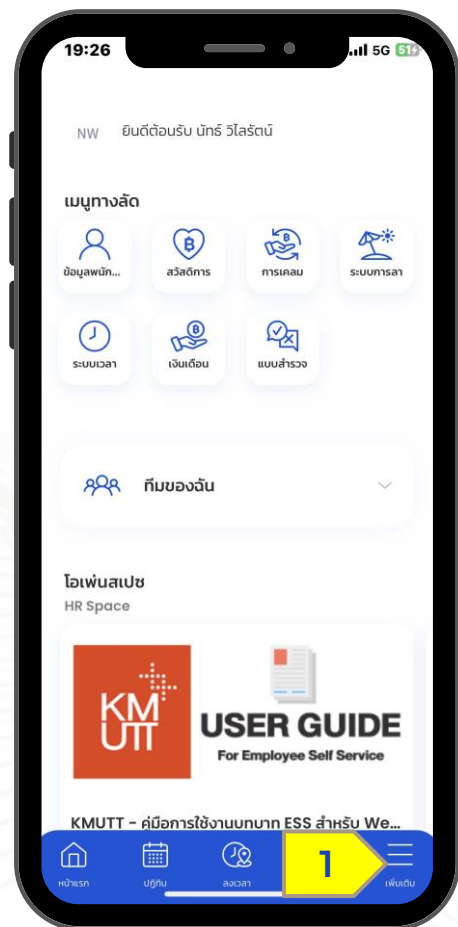 19:26
5G 51
NW ยินดีต้อนรับ นัทธ์ วิไลรัตน์
เมนูทางลัด
ข้อมูลพนัก... สวัสดิการ การเคลม ระบบการลา
ระบบเวลา เงินเดือน แบบสำรวจ
ทีมของฉัน
โอเพ่นสเปซ
HR Space
KM
UTT
USER GUIDE
For Employee Self Service
KMUTT - คู่มือการใช้งานบทบาท ESS สำหรับ We...
หน้าแรก ปฏิทิน ลงเวลา 1 เพิ่มเติม